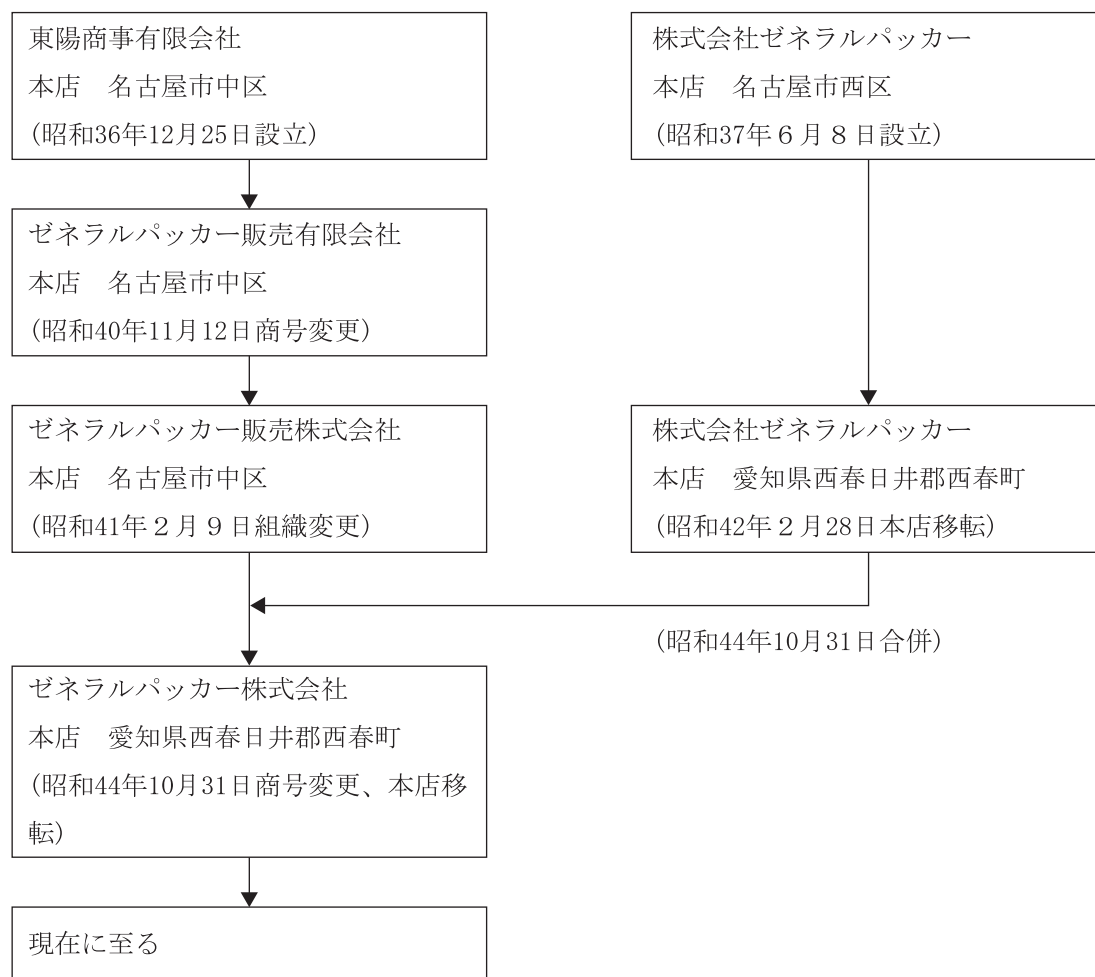 東陽商事有限会社
本店　名古屋市中区
(昭和36年12月25日設立)
株式会社ゼネラルパッカー
本店　名古屋市西区
(昭和37年６月８日設立)
ゼネラルパッカー販売有限会社
本店　名古屋市中区
(昭和40年11月12日商号変更)
ゼネラルパッカー販売株式会社
本店　名古屋市中区
(昭和41年２月９日組織変更)
株式会社ゼネラルパッカー
本店　愛知県西春日井郡西春町
(昭和42年２月28日本店移転)
(昭和44年10月31日合併)
ゼネラルパッカー株式会社
本店　愛知県西春日井郡西春町
(昭和44年10月31日商号変更、本店移
転)
現在に至る